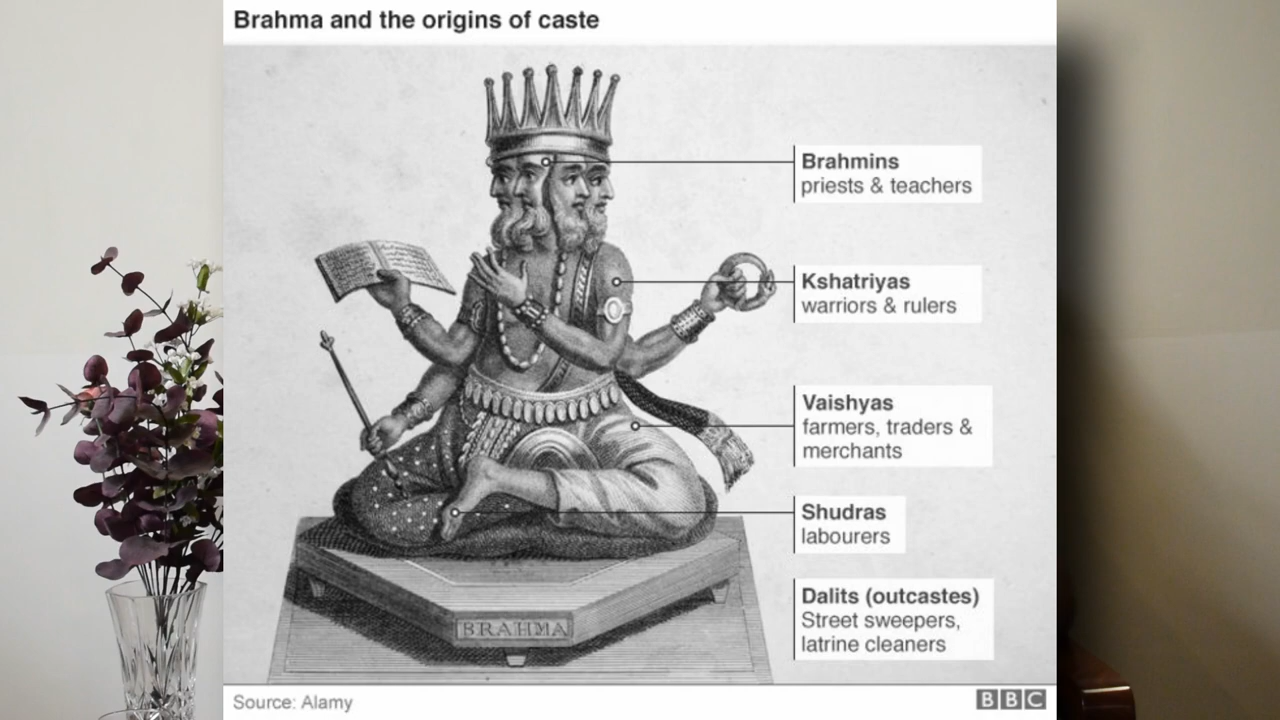 Brahma and the origins of caste
Brahmins
priests & teachers
Kshatriyas
warriors & rulers
Vaishyas
farmers, traders &
merchants
Shudras
labourers
Dalits (outcastes)
Street sweepers,
latrine cleaners
BRAHMA
Source: Alamy
BBC